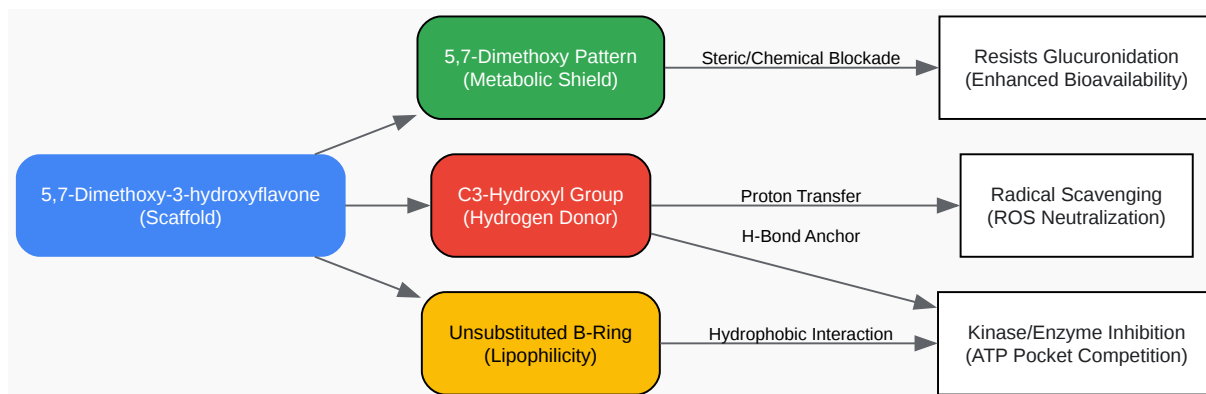 5,7-Dimethoxy Pattern
(Metabolic Shield)
Steric/Chemical Blockade
Resists Glucuronidation
(Enhanced Bioavailability)
5,7-Dimethoxy-3-hydroxyflavone
(Scaffold)
C3-Hydroxyl Group
(Hydrogen Donor)
Proton Transfer
H-Bond Anchor
Radical Scavenging
(ROS Neutralization)
Unsubstituted B-Ring
(Lipophilicity)
Hydrophobic Interaction
Kinase/Enzyme Inhibition
(ATP Pocket Competition)